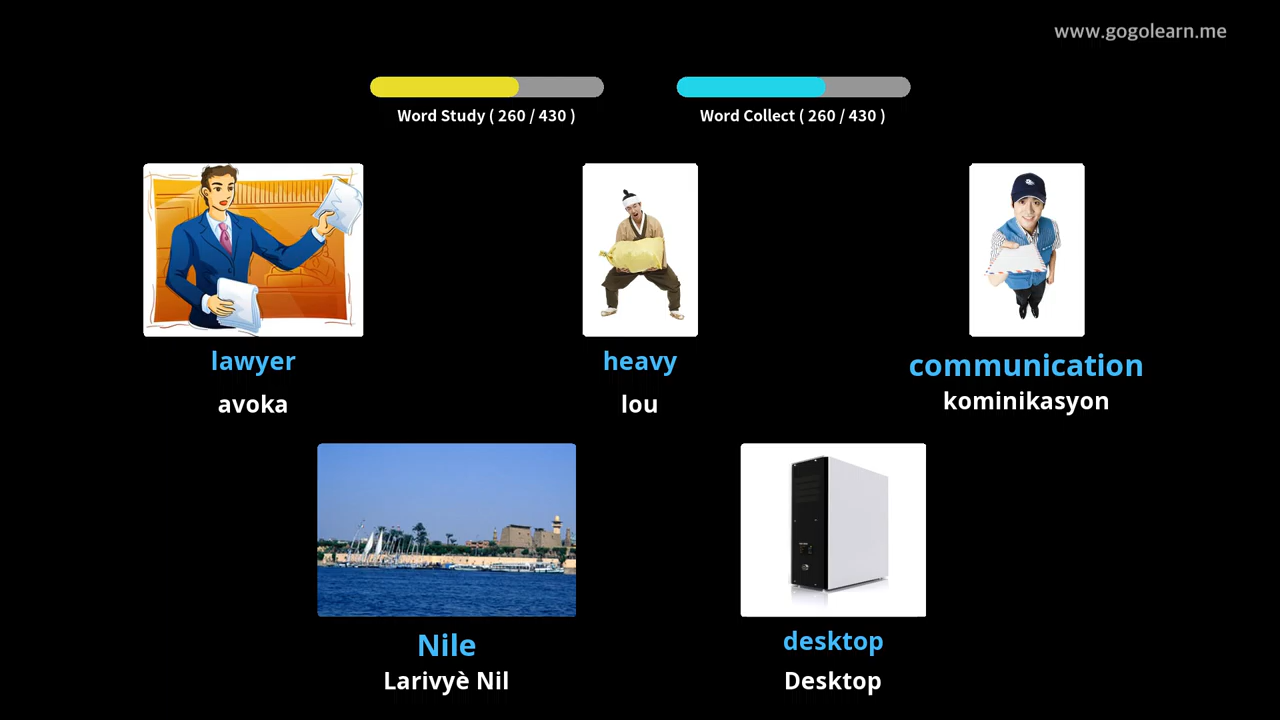 www.gogolearn.me
Word Study ( 260 / 430 )
Word Collect ( 260 / 430 )
lawyer
avoka
heavy
lou
communication
kominikasyon
Nile
Larivyè Nil
desktop
Desktop